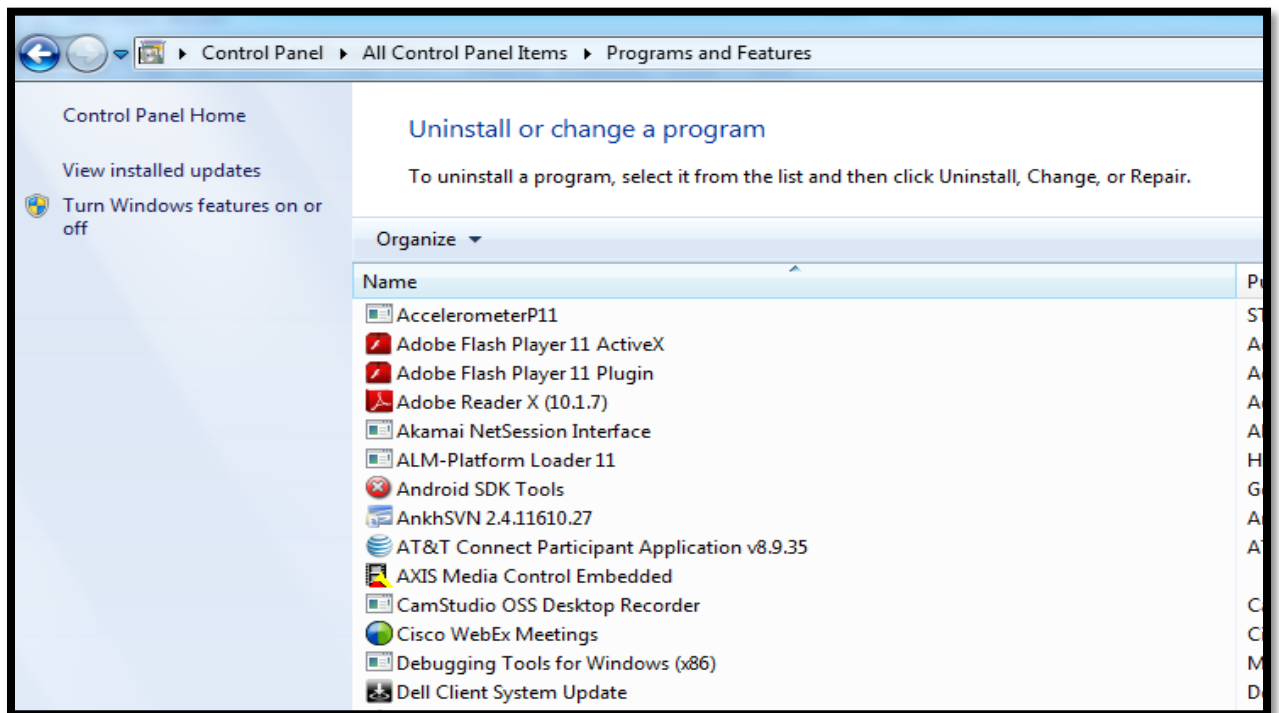 Control Panel All Control Panel Items Programs and Features
Control Panel Home
View installed updates
Turn Windows features on or
off
Uninstall or change a program
To uninstall a program, select it from the list and then click Uninstall, Change, or Repair.
Organize
Name
AccelerometerP11
Adobe Flash Player 11 ActiveX
Adobe Flash Player 11 Plugin
Adobe Reader X (10.1.7)
Akamai NetSession Interface
ALM-Platform Loader 11
Android SDK Tools
AnkhSVN 2.4.11610.27
AT&T Connect Participant Application v8.9.35
AXIS Media Control Embedded
CamStudio OSS Desktop Recorder
Cisco WebEx Meetings
Debugging Tools for Windows (x86)
Dell Client System Update